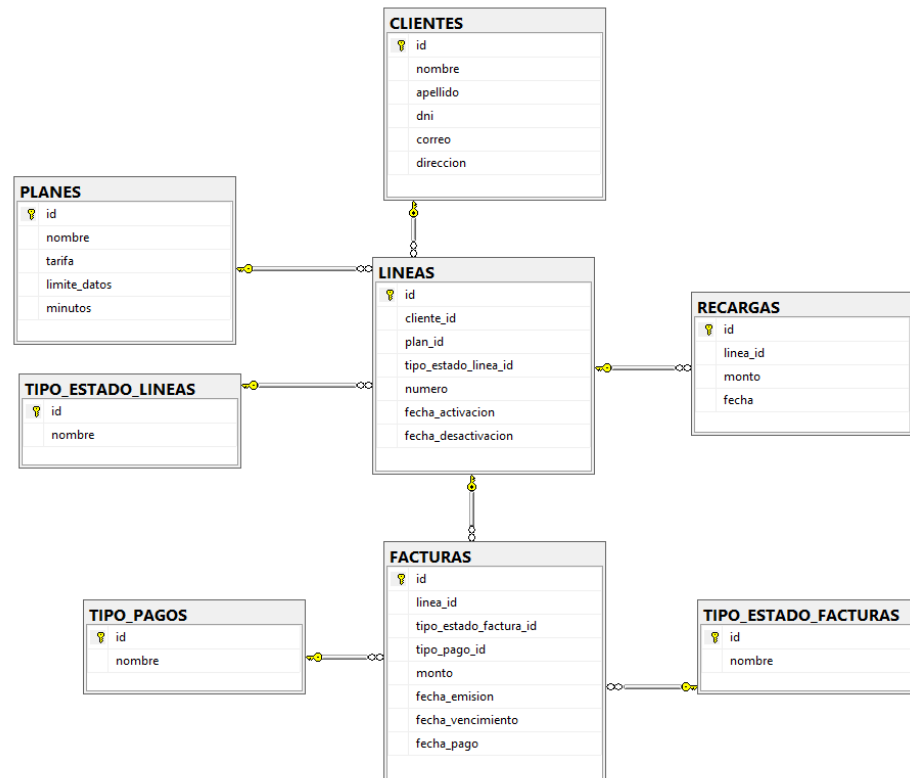 CLIENTES
id
nombre
apellido
dni
correo
direccion
PLANES
id
nombre
tarifa
limite_datos
minutos
LINEAS
id
cliente_id
plan_id
tipo_estado_linea_id
numero
fecha_activacion
fecha_desactivacion
RECARGAS
id
linea_id
monto
fecha
TIPO_ESTADO_LINEAS
id
nombre
FACTURAS
id
linea_id
tipo_estado_factura_id
tipo_pago_id
monto
fecha_emision
fecha_vencimiento
fecha_pago
TIPO_PAGOS
id
nombre
TIPO_ESTADO_FACTURAS
id
nombre